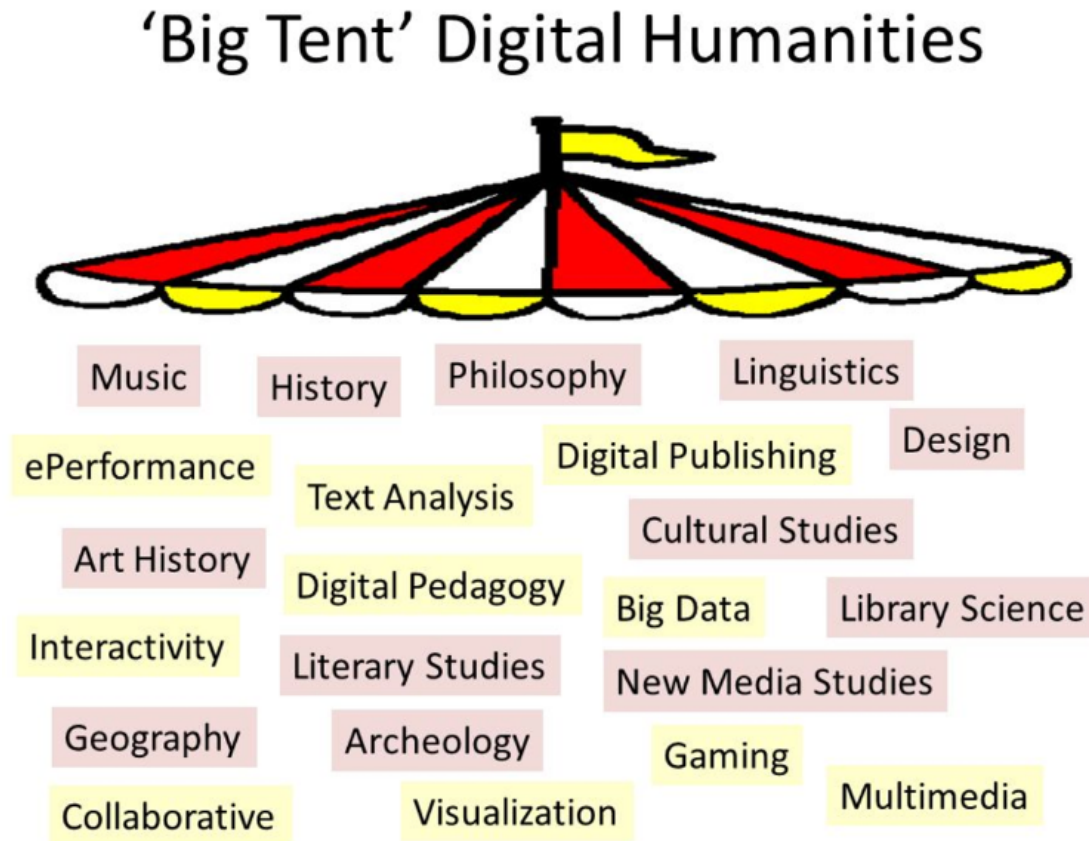 ‘Big Tent’ Digital Humanities
Music
History
Philosophy
Linguistics
Design
ePerformance
Text Analysis
Digital Publishing
Cultural Studies
Art History
Digital Pedagogy
Big Data
Library Science
Interactivity
Literary Studies
New Media Studies
Geography
Archeology
Gaming
Multimedia
Collaborative
Visualization